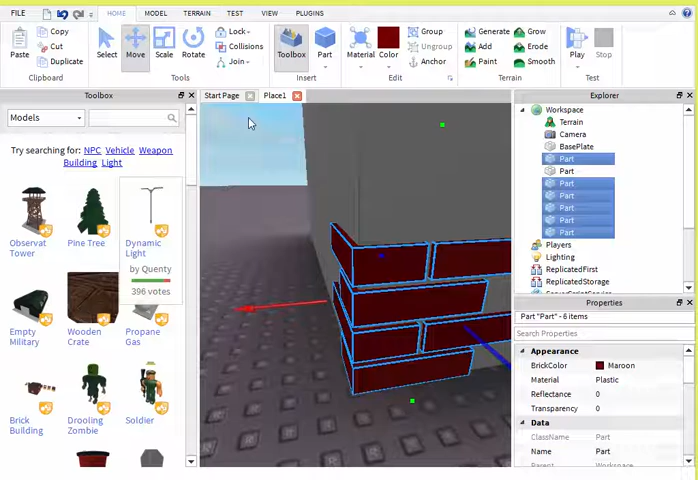 FILE HOME MODEL TERRAIN TEST VIEW PLUGINS
Paste Copy Cut Duplicate
Clipboard
Select Move Scale Rotate Lock Collisions Join
Tools
Toolbox Part
Insert
Material Color Group Ungroup Anchor
Edit
Generate Grow
Add Erode
Paint Smooth
Terrain
Play Stop
Test
Toolbox
Models
Try searching for: NPC Vehicle Weapon
Building Light
Observat
Tower
Pine Tree
Dynamic
Light
by Quenty
396 votes
Empty
Military
Wooden
Crate
Propane
Gas
Brick
Building
Drooling
Zombie
Soldier
Start Page Place1
Explorer
Workspace
Terrain
Camera
BasePlate
Part
Part
Part
Part
Part
Part
Part
Players
Lighting
ReplicatedFirst
ReplicatedStorage
Properties
Part "Part" - 6 items
Search Properties
Appearance
BrickColor Maroon
Material Plastic
Reflectance 0
Transparency 0
Data
ClassName Part
Name Part
Parent Workspace